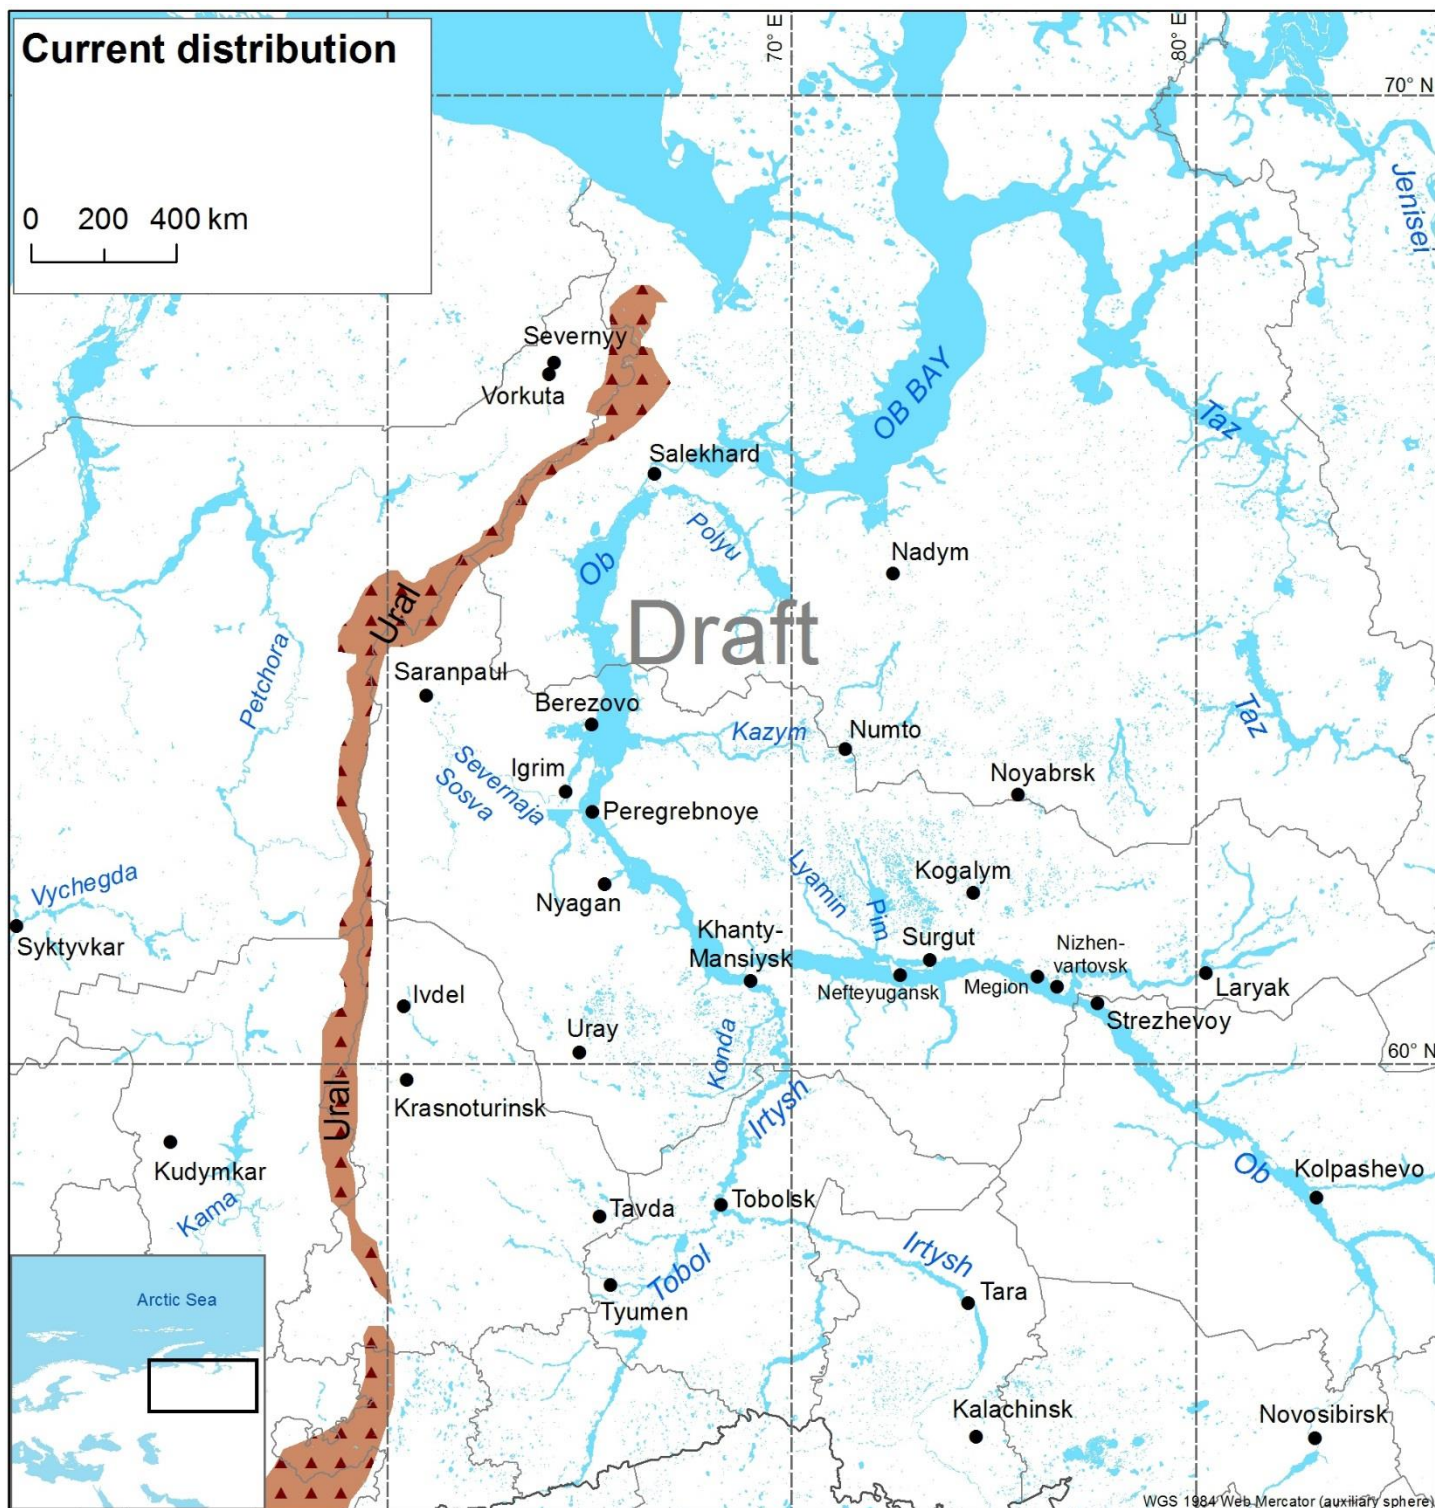 Current distribution
0 200 400 km
70° E
80° E
70° N
Jenisei
Severnyy
Vorkuta
OB BAY
Taz
Salekhard
Polyu
Ob
Nadym
Draft
Ural
Petchora
Saranpaul
Berezovo
Kazym
Numto
Taz
Igrim
Severnaja
Sosva
Noyabrsk
Peregrebnoye
Lyamin
Kogalym
Vychegda
Nyagan
Pim
Syktyvkar
Khanty-
Mansiysk
Surgut
Nizhen-
vartovsk
Nefteyugansk
Megion
Laryak
Ivdel
Strezhevoy
Uray
Konda
60° N
Ural
Krasnoturinsk
Irtysh
Kudymkar
Ob
Kolpashevo
Kama
Tavda
Tobolsk
Irtysh
Tobol
Tara
Tyumen
Arctic Sea
Kalachinsk
Novosibirsk
WGS 1984 Web Mercator (auxiliary sphere)